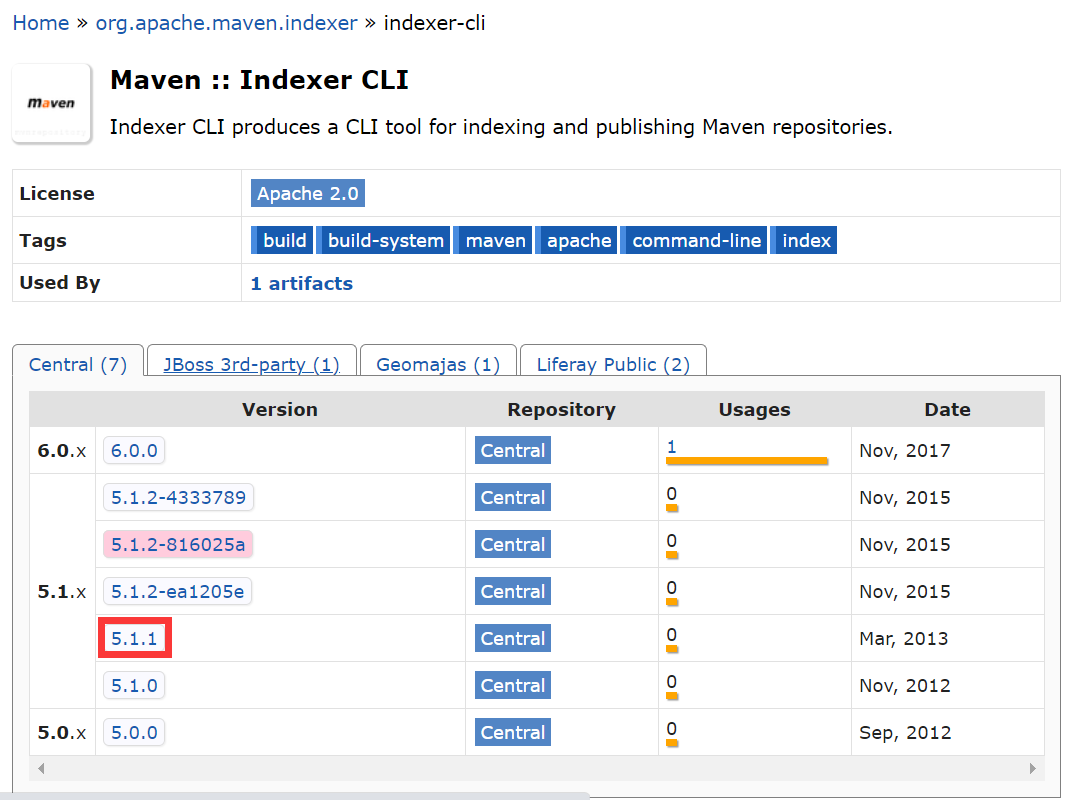 Home » org.apache.maven.indexer » indexer-cli
maven
Maven :: Indexer CLI
Indexer CLI produces a CLI tool for indexing and publishing Maven repositories.
License Apache 2.0
Tags build build-system maven apache command-line index
Used By 1 artifacts
Central (7) JBoss 3rd-party (1) Geomajas (1) Liferay Public (2)
Version Repository Usages Date
6.0.x 6.0.0 Central 1 Nov, 2017
5.1.2-4333789 Central 0 Nov, 2015
5.1.2-816025a Central 0 Nov, 2015
5.1.x 5.1.2-ea1205e Central 0 Nov, 2015
5.1.1 Central 0 Mar, 2013
5.1.0 Central 0 Nov, 2012
5.0.x 5.0.0 Central 0 Sep, 2012